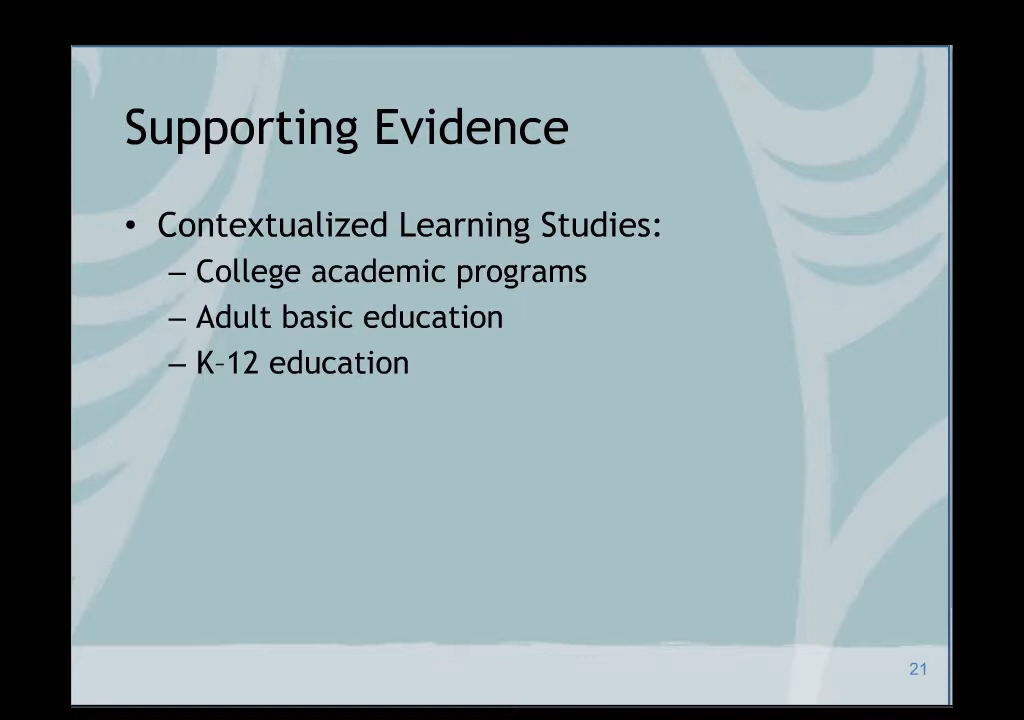 Supporting Evidence
• Contextualized Learning Studies:
– College academic programs
– Adult basic education
– K–12 education
21